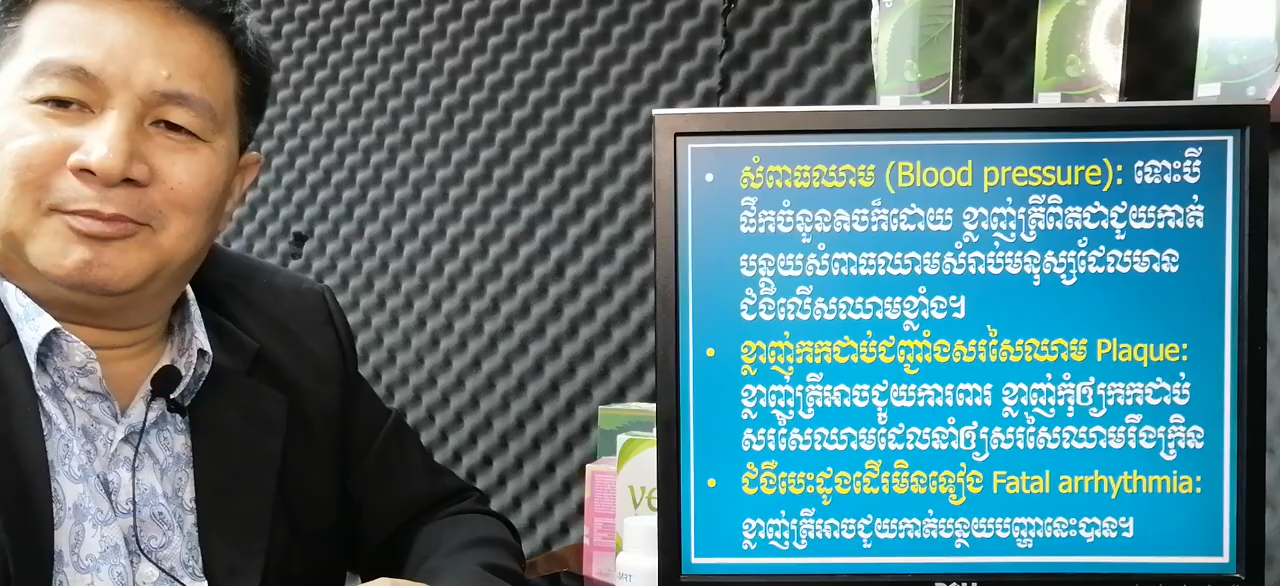 • សំពាធឈាម (Blood pressure): ទោះបី
ផឹកចំនួនតិចក៏ដោយ ខ្លាញ់ត្រីពិតជាជួយកាត់
បន្ថយសំពាធឈាមសំរាប់មនុស្សដែលមាន
ជំងឺលើសឈាមខ្លាំង។
• ខ្លាញ់កកជាប់ជញ្ជាំងសរសៃឈាម Plaque:
ខ្លាញ់ត្រីអាចជួយការពារ ខ្លាញ់កុំឲ្យកកជាប់
សរសៃឈាមដែលនាំឲ្យសរសៃឈាមរឹងក្រិន
• ជំងឺបេះដូងដើរមិនទៀង Fatal arrhythmia:
ខ្លាញ់ត្រីអាចជួយកាត់បន្ថយបញ្ហានេះបាន។